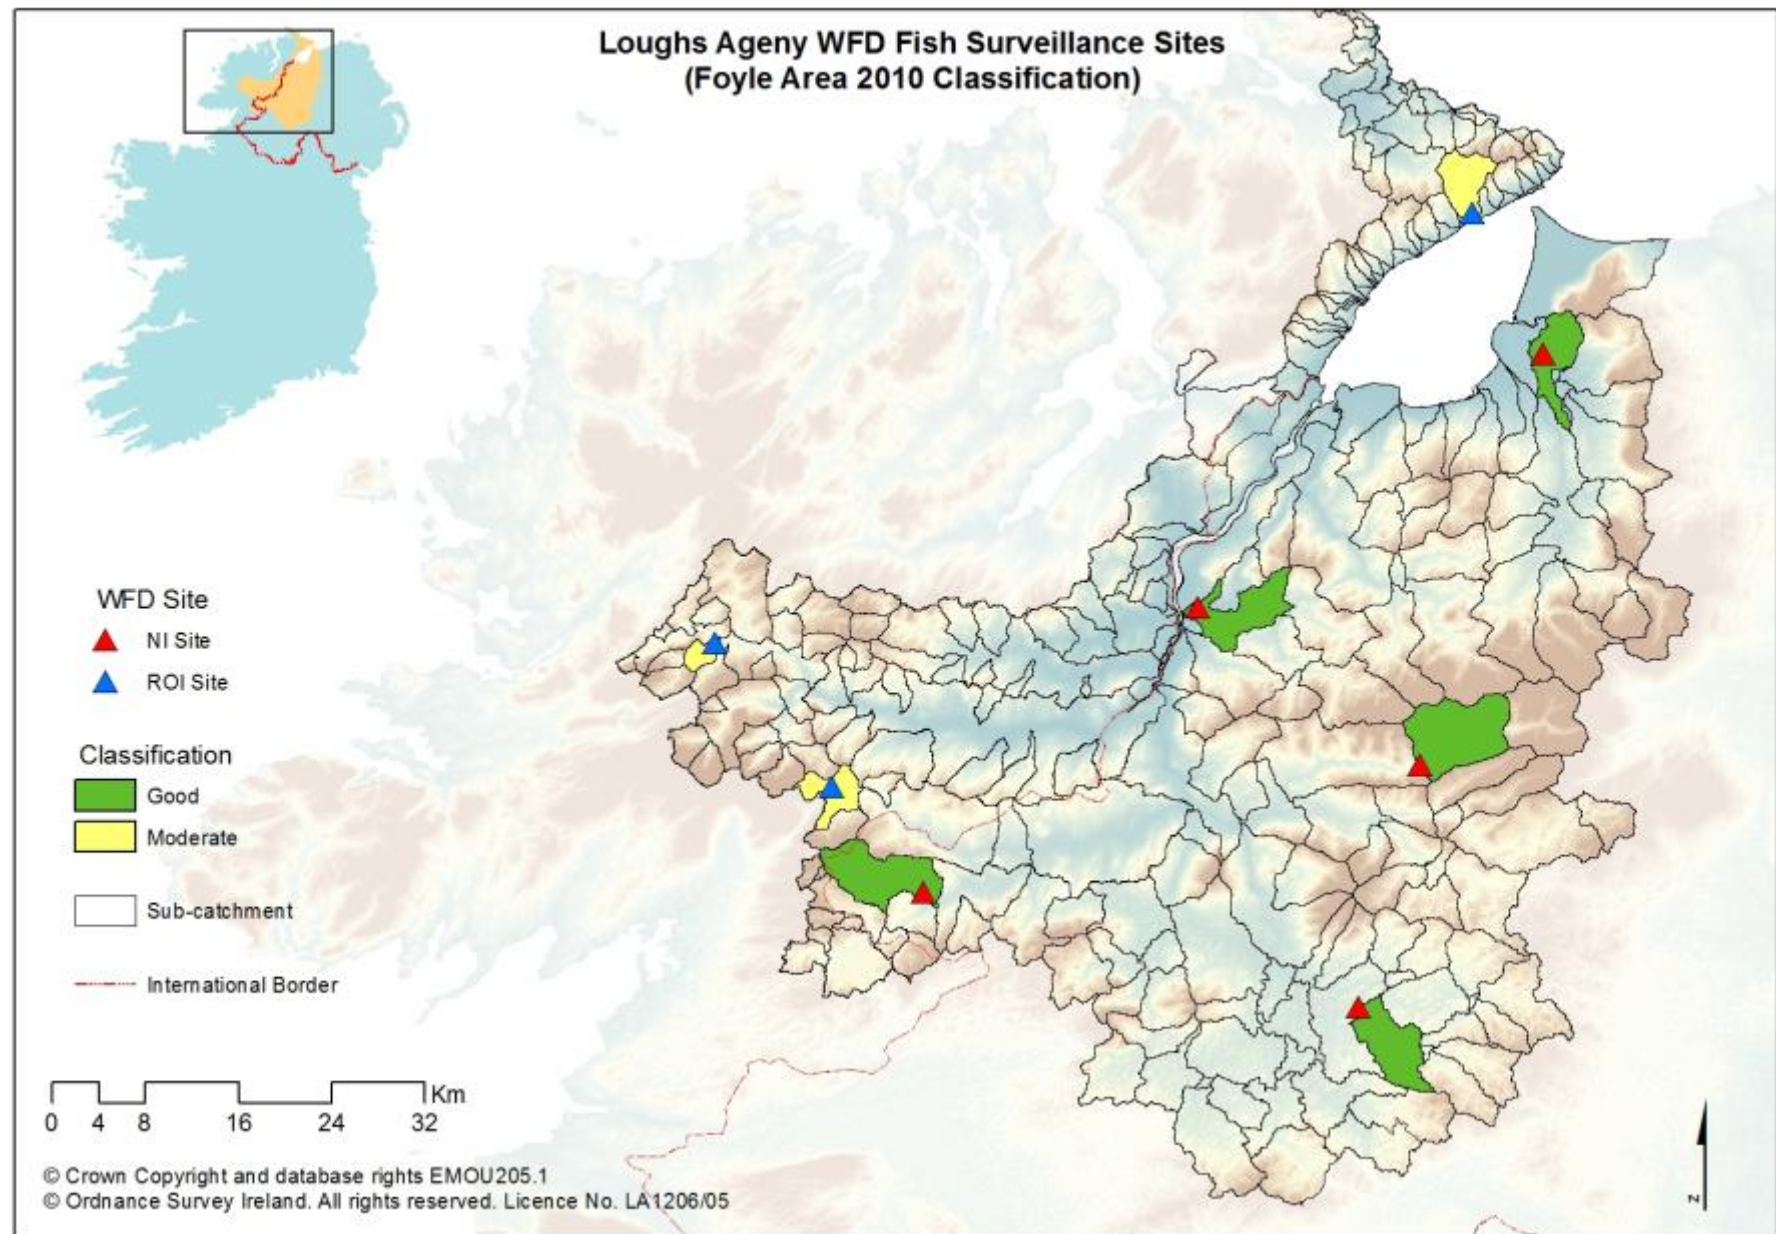 Loughs Ageny WFD Fish Surveillance Sites
(Foyle Area 2010 Classification)
WFD Site
NI Site
ROI Site
Classification
Good
Moderate
Sub-catchment
International Border
Km
0 4 8 16 24 32
© Crown Copyright and database rights EMOU205.1
© Ordnance Survey Ireland. All rights reserved. Licence No. LA1206/05
N